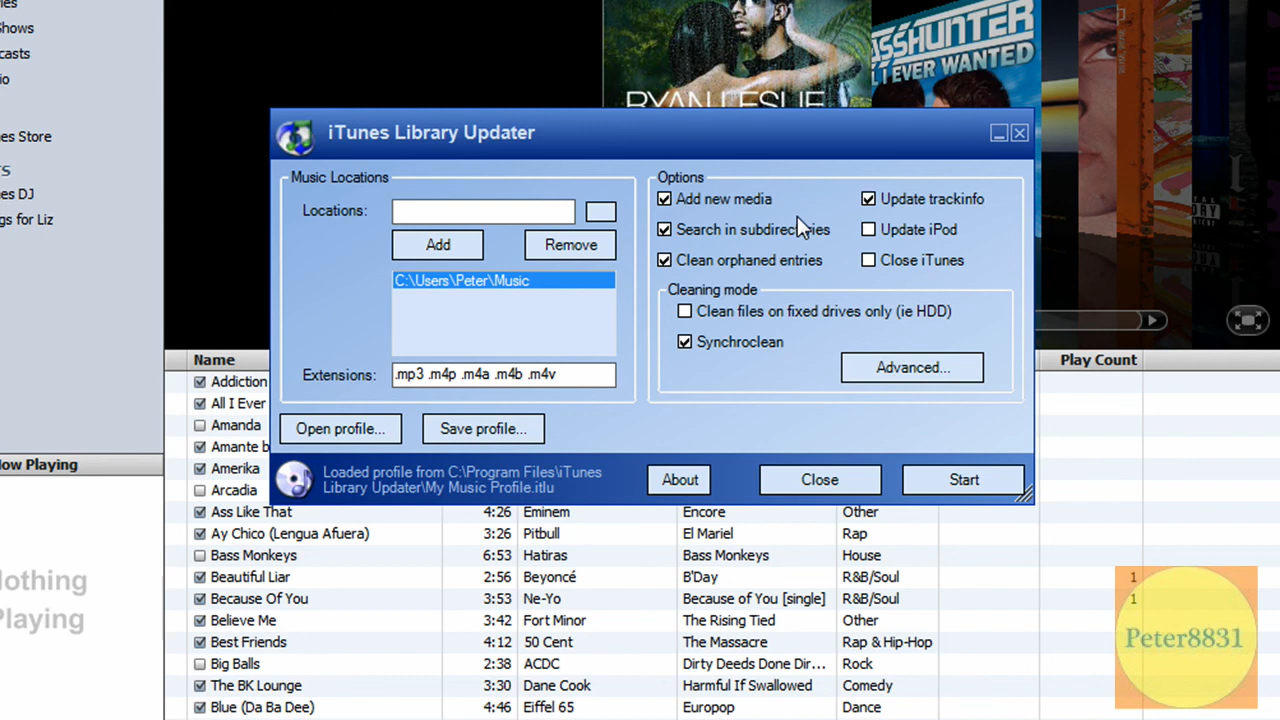 Shows
casts
io
es Store
TS
es DJ
gs for Liz
RYAN LESLIE
ASSHUNTER
L I EVER WANTED
iTunes Library Updater
Music Locations
Locations:
Add
Remove
C:\Users\Peter\Music
Extensions:
.mp3 .m4p .m4a .m4b .m4v
Open profile...
Save profile...
Options
Add new media
Update trackinfo
Search in subdirectories
Update iPod
Clean orphaned entries
Close iTunes
Cleaning mode
Clean files on fixed drives only (ie HDD)
Synchroclean
Advanced...
Loaded profile from C:\Program Files\iTunes
Library Updater\My Music Profile.itlu
About
Close
Start
Name
Play Count
Addiction
All I Ever
Amanda
Amante b
Amerika
Arcadia
Ass Like That 4:26 Eminem Encore Other
Ay Chico (Lengua Afuera) 3:26 Pitbull El Mariel Rap
Bass Monkeys 6:53 Hatiras Bass Monkeys House
Beautiful Liar 2:56 Beyoncé B'Day R&B/Soul 1
Because Of You 3:53 Ne-Yo Because of You [single] R&B/Soul 1
Believe Me 3:42 Fort Minor The Rising Tied Other
Best Friends 4:12 50 Cent The Massacre Rap & Hip-Hop
Big Balls 2:38 ACDC Dirty Deeds Done Dir... Rock
The BK Lounge 3:30 Dane Cook Harmful If Swallowed Comedy
Blue (Da Ba Dee) 4:46 Eiffel 65 Europop Dance
ow Playing
othing
Playing
Peter8831